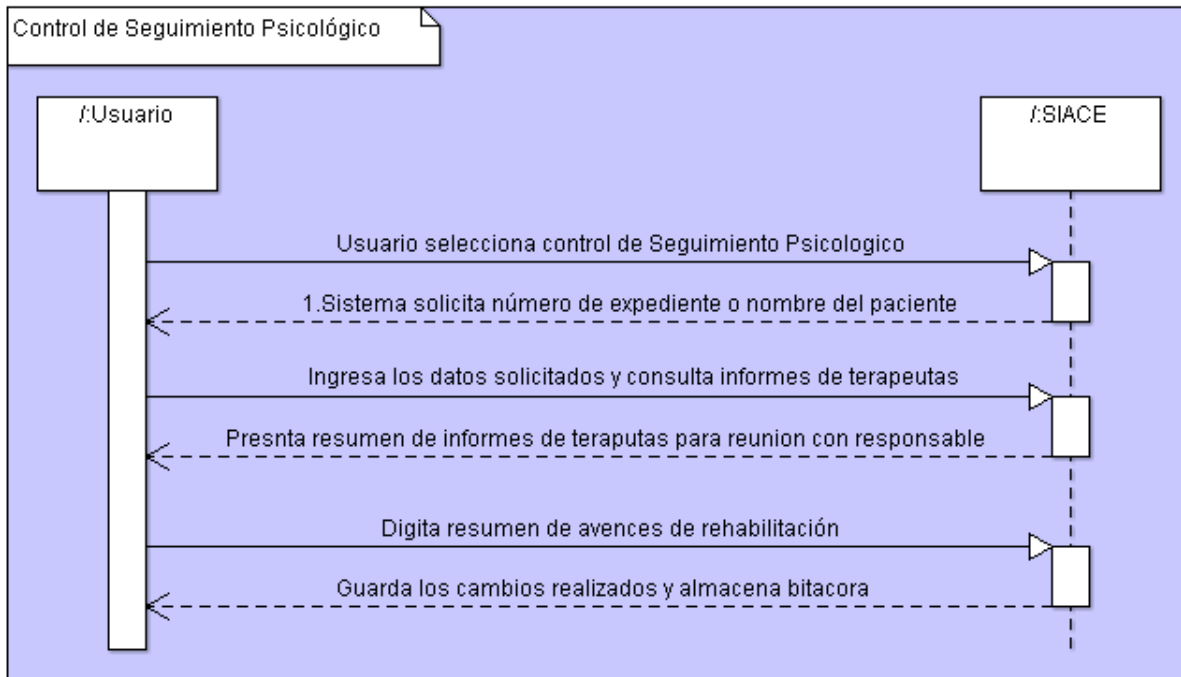 Control de Seguimiento Psicológico
/:Usuario
/:SIACE
Usuario selecciona control de Seguimiento Psicologico
1.Sistema solicita número de expediente o nombre del paciente
Ingresa los datos solicitados y consulta informes de terapeutas
Presnta resumen de informes de teraputas para reunion con responsable
Digita resumen de avences de rehabilitación
Guarda los cambios realizados y almacena bitacora